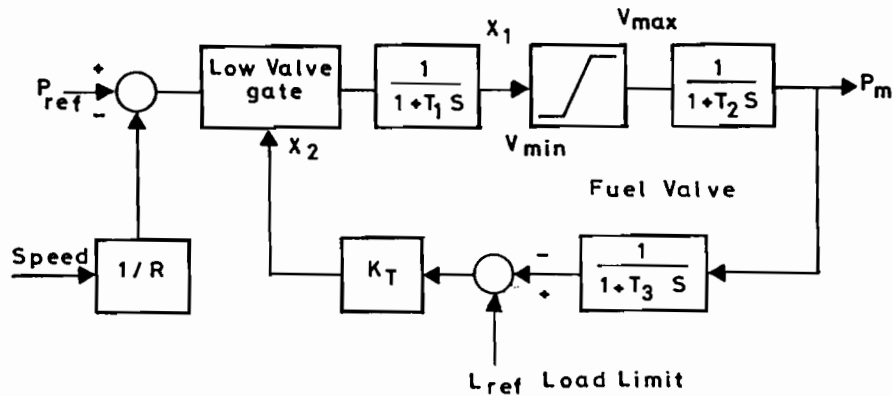 X1
Vmax
Low Valve
gate
1
1+T1 S
1
1+T2 S
Pm
Pref
+
−
X2
Vmin
Fuel Valve
Speed
1/R
KT
−
+
1
1+T3 S
Lref Load Limit